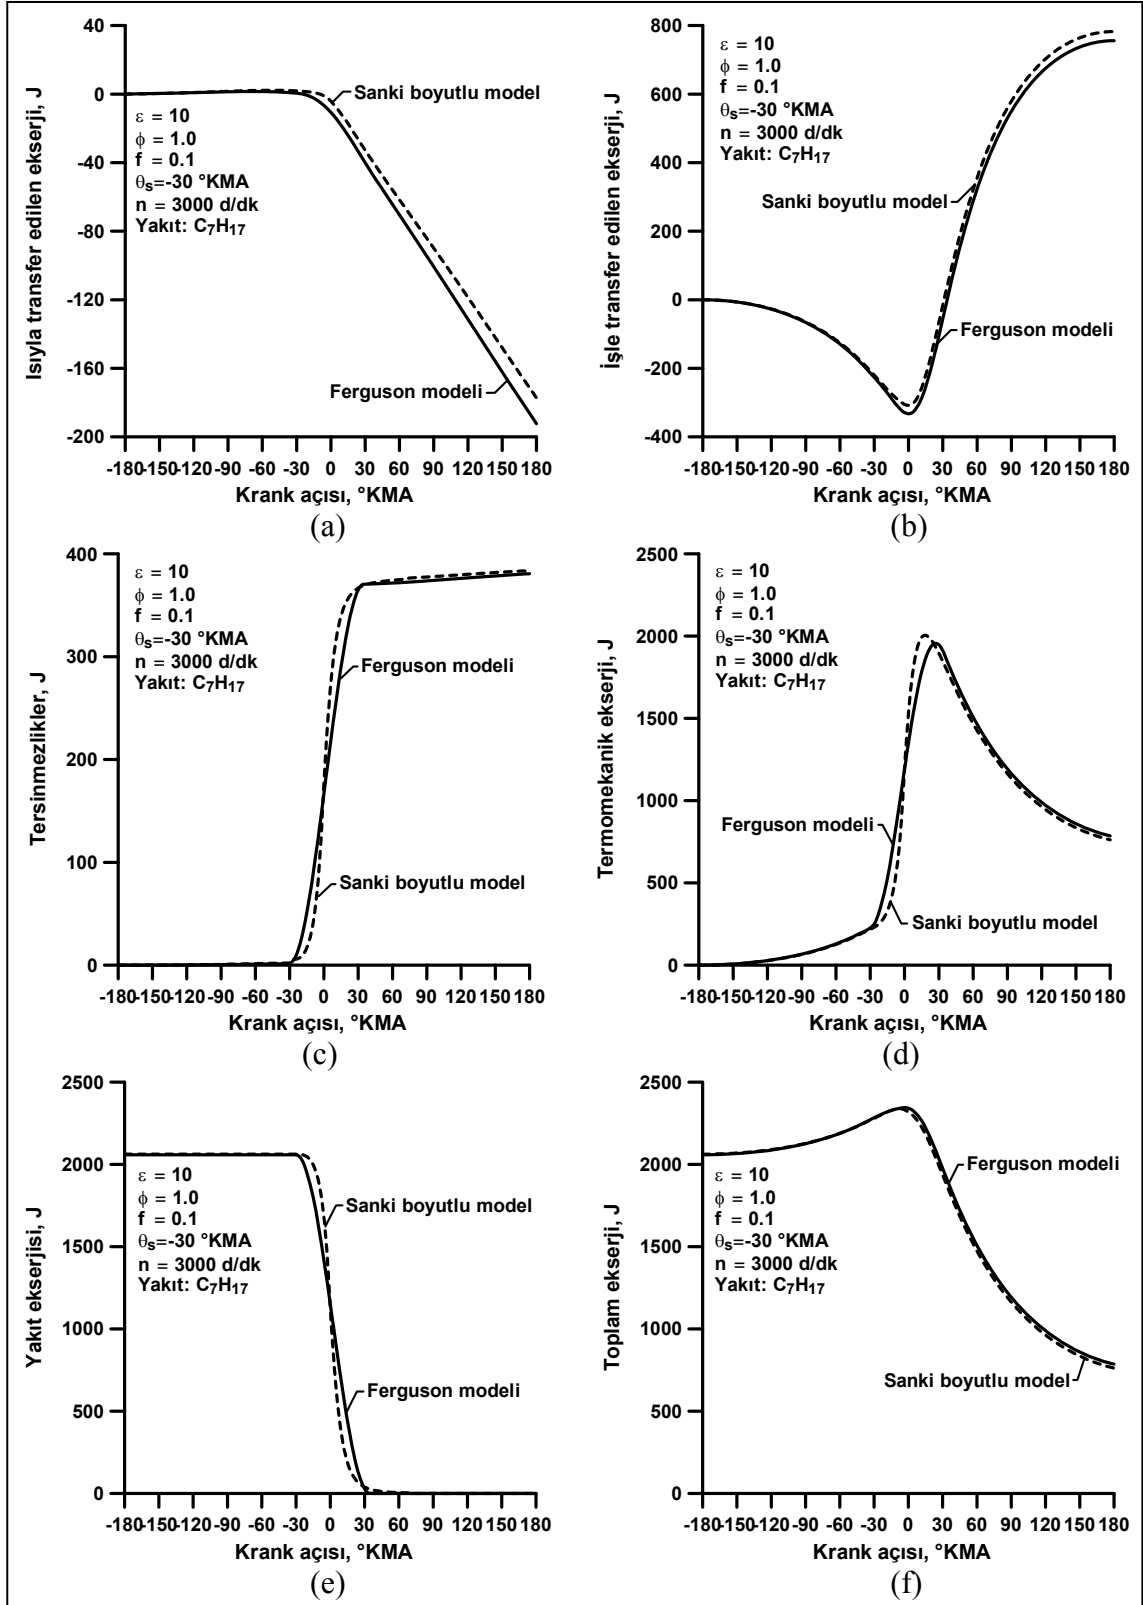 40
0
-40
-80
-120
-160
-200
Isıyla transfer edilen ekserji, J
ε = 10
ϕ = 1.0
f = 0.1
θs=-30 °KMA
n = 3000 d/dk
Yakıt: C7H17
Sanki boyutlu model
Ferguson modeli
-180-150-120 -90 -60 -30 0 30 60 90 120 150 180
Krank açısı, °KMA
(a)
800
600
400
200
0
-200
-400
İşle transfer edilen ekserji, J
ε = 10
ϕ = 1.0
f = 0.1
θs=-30 °KMA
n = 3000 d/dk
Yakıt: C7H17
Sanki boyutlu model
Ferguson modeli
-180-150-120 -90 -60 -30 0 30 60 90 120 150 180
Krank açısı, °KMA
(b)
400
300
200
100
0
Tersinmezlikler, J
ε = 10
ϕ = 1.0
f = 0.1
θs=-30 °KMA
n = 3000 d/dk
Yakıt: C7H17
Ferguson modeli
Sanki boyutlu model
-180-150-120 -90 -60 -30 0 30 60 90 120 150 180
Krank açısı, °KMA
(c)
2500
2000
1500
1000
500
0
Termomekanik ekserji, J
ε = 10
ϕ = 1.0
f = 0.1
θs=-30 °KMA
n = 3000 d/dk
Yakıt: C7H17
Ferguson modeli
Sanki boyutlu model
-180-150-120 -90 -60 -30 0 30 60 90 120 150 180
Krank açısı, °KMA
(d)
2500
2000
1500
1000
500
0
Yakıt ekserjisi, J
ε = 10
ϕ = 1.0
f = 0.1
θs=-30 °KMA
n = 3000 d/dk
Yakıt: C7H17
Sanki boyutlu model
Ferguson modeli
-180-150-120 -90 -60 -30 0 30 60 90 120 150 180
Krank açısı, °KMA
(e)
2500
2000
1500
1000
500
0
Toplam ekserji, J
ε = 10
ϕ = 1.0
f = 0.1
θs=-30 °KMA
n = 3000 d/dk
Yakıt: C7H17
Ferguson modeli
Sanki boyutlu model
-180-150-120 -90 -60 -30 0 30 60 90 120 150 180
Krank açısı, °KMA
(f)